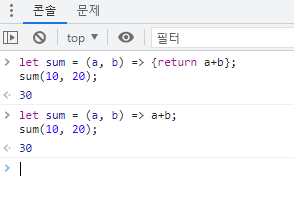 콘솔 문제
top 필터
let sum = (a, b) => {return a+b};
sum(10, 20);
30
let sum = (a, b) => a+b;
sum(10, 20);
30